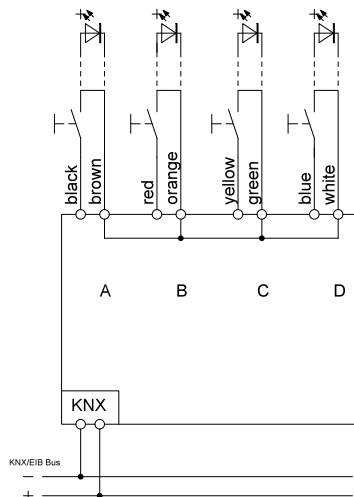 + + + +
black brown red orange yellow green blue white
A B C D
KNX
KNX/EIB Bus
-
+